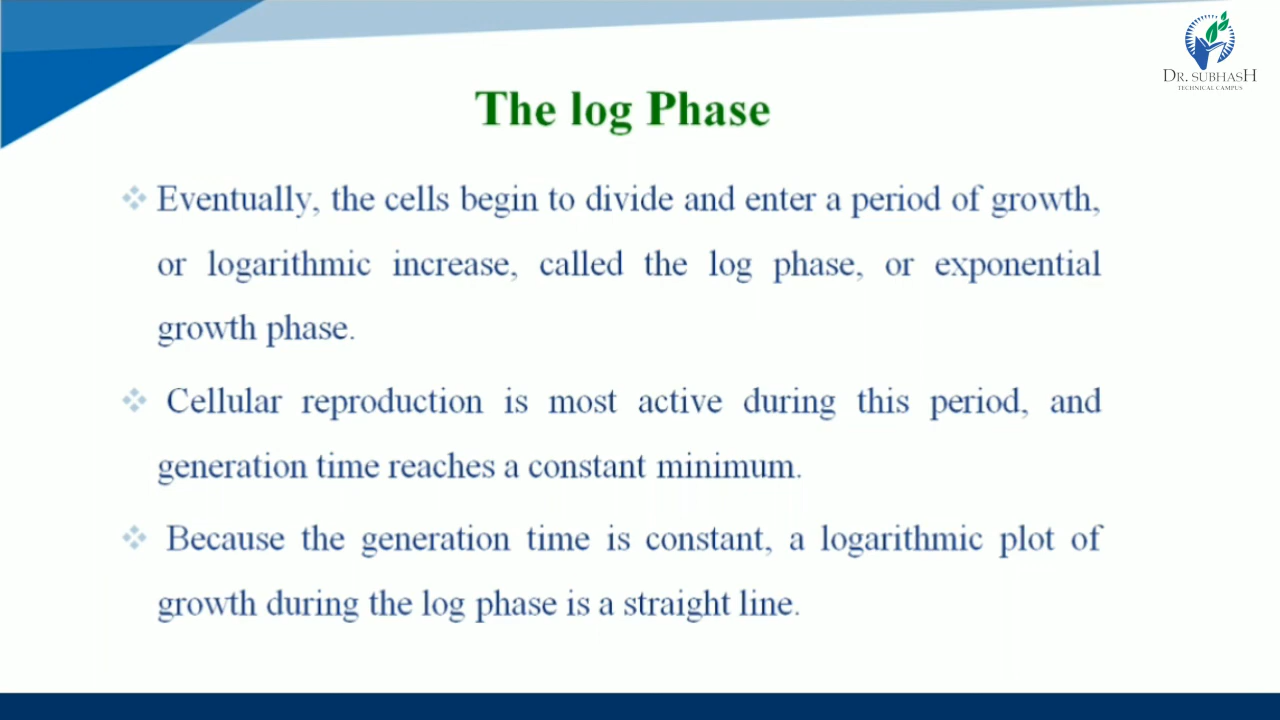 DR. SUBHASH
TECHNICAL CAMPUS
The log Phase
Eventually, the cells begin to divide and enter a period of growth,
or logarithmic increase, called the log phase, or exponential
growth phase.
Cellular reproduction is most active during this period, and
generation time reaches a constant minimum.
Because the generation time is constant, a logarithmic plot of
growth during the log phase is a straight line.